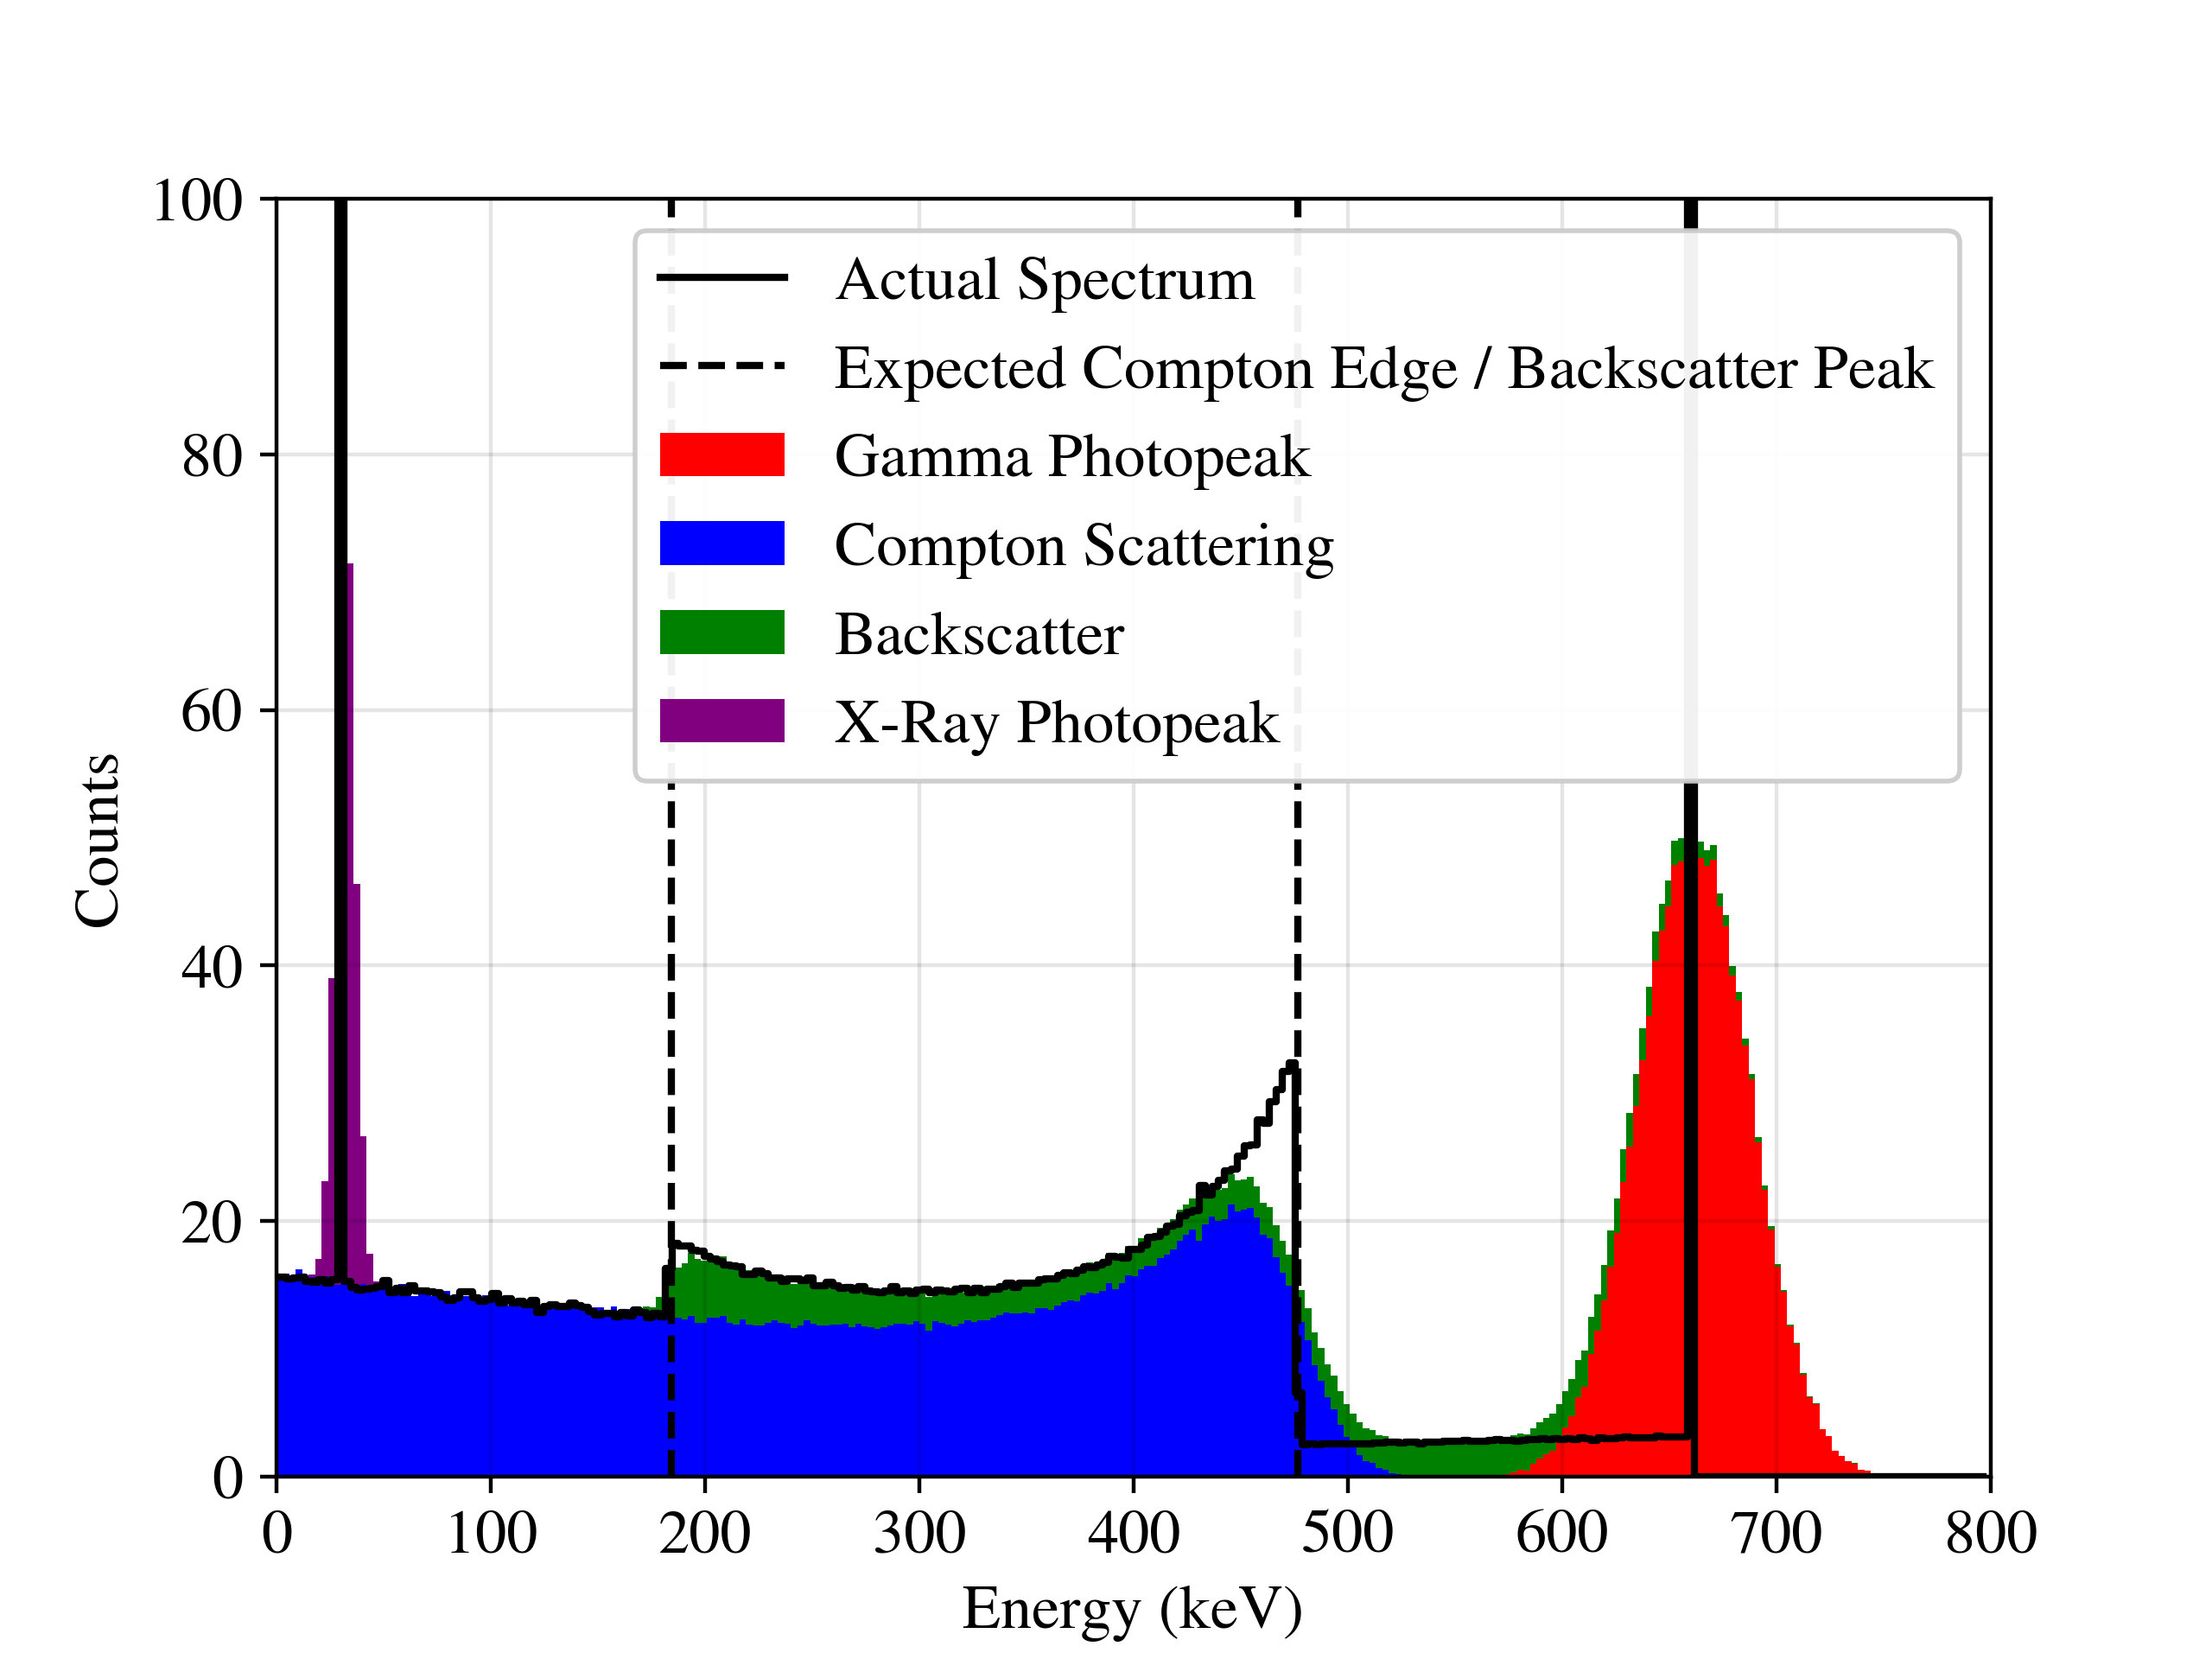 100
80
60
40
20
0
Counts
Actual Spectrum
Expected Compton Edge / Backscatter Peak
Gamma Photopeak
Compton Scattering
Backscatter
X-Ray Photopeak
0 100 200 300 400 500 600 700 800
Energy (keV)